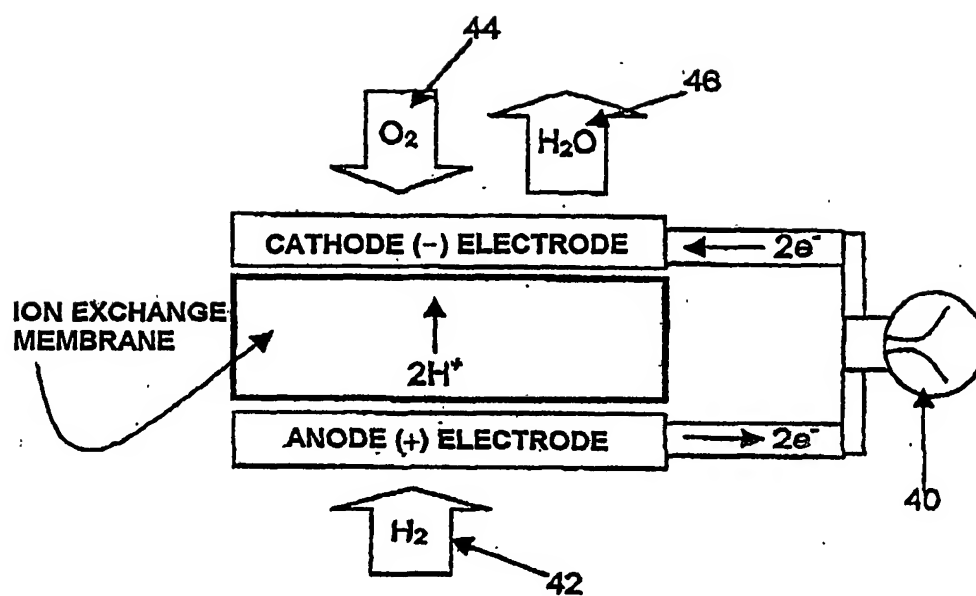 44
46
O₂
H₂O
CATHODE (−) ELECTRODE
2e⁻
ION EXCHANGE
MEMBRANE
2H⁺
ANODE (+) ELECTRODE
2e⁻
40
H₂
42